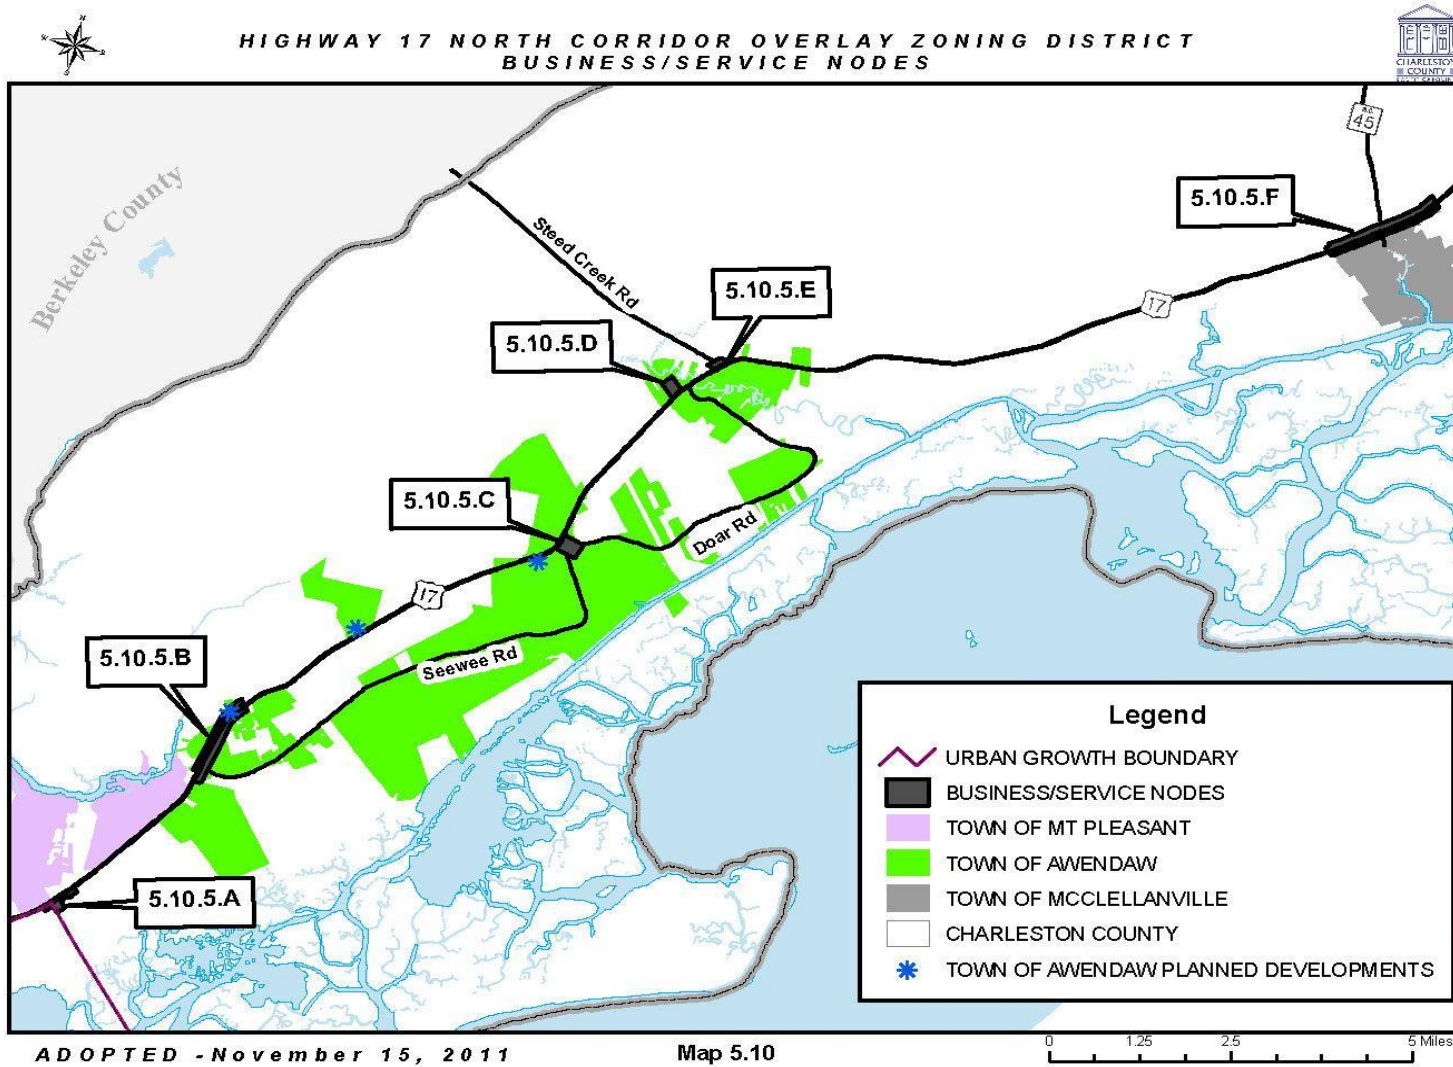 HIGHWAY 17 NORTH CORRIDOR OVERLAY ZONING DISTRICT
BUSINESS/SERVICE NODES
CHARLESTON
COUNTY
SOUTH CAROLINA
Berkeley County
S.C.
45
5.10.5.F
Steed Creek Rd
5.10.5.E
17
5.10.5.D
5.10.5.C
Doar Rd
17
5.10.5.B
Seewee Rd
5.10.5.A
Legend
URBAN GROWTH BOUNDARY
BUSINESS/SERVICE NODES
TOWN OF MT PLEASANT
TOWN OF AWENDAW
TOWN OF MCCLELLANVILLE
CHARLESTON COUNTY
TOWN OF AWENDAW PLANNED DEVELOPMENTS
ADOPTED - November 15, 2011
Map 5.10
0 1.25 2.5 5 Miles